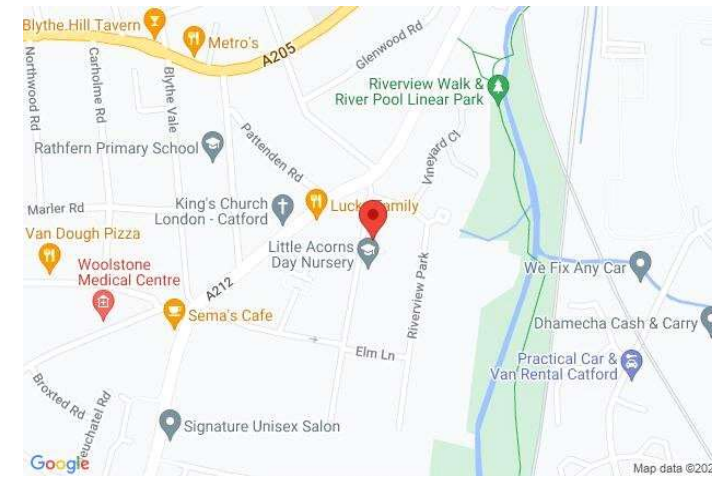 Blythe Hill Tavern
Metro's
A205
Glenwood Rd
Northwood Rd
Carholme Rd
Blythe Vale
Riverview Walk &
River Pool Linear Park
Rathfern Primary School
Pattenden Rd
Vineyard Cl
Marler Rd
King's Church
London - Catford
Van Dough Pizza
Little Acorns
Day Nursery
Woolstone
Medical Centre
A212
Riverview Park
We Fix Any Car
Sema's Cafe
Dhamecha Cash & Carry
Elm Ln
Practical Car &
Van Rental Catford
Broxted Rd
Signature Unisex Salon
Google
Map data